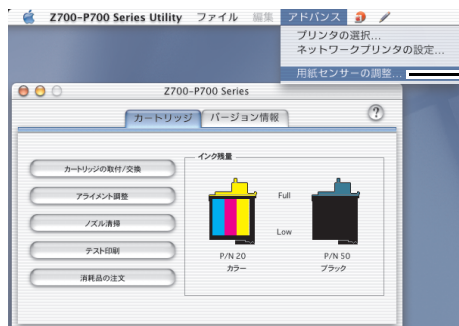 Z700-P700 Series Utility ファイル 編集 アドバンス
プリンタの選択...
ネットワークプリンタの設定...
用紙センサーの調整...
Z700-P700 Series
カートリッジ バージョン情報 ?
カートリッジの取付/交換
アライメント調整
ノズル清掃
テスト印刷
消耗品の注文
インク残量
Full
Low
P/N 20
カラー
P/N 50
ブラック